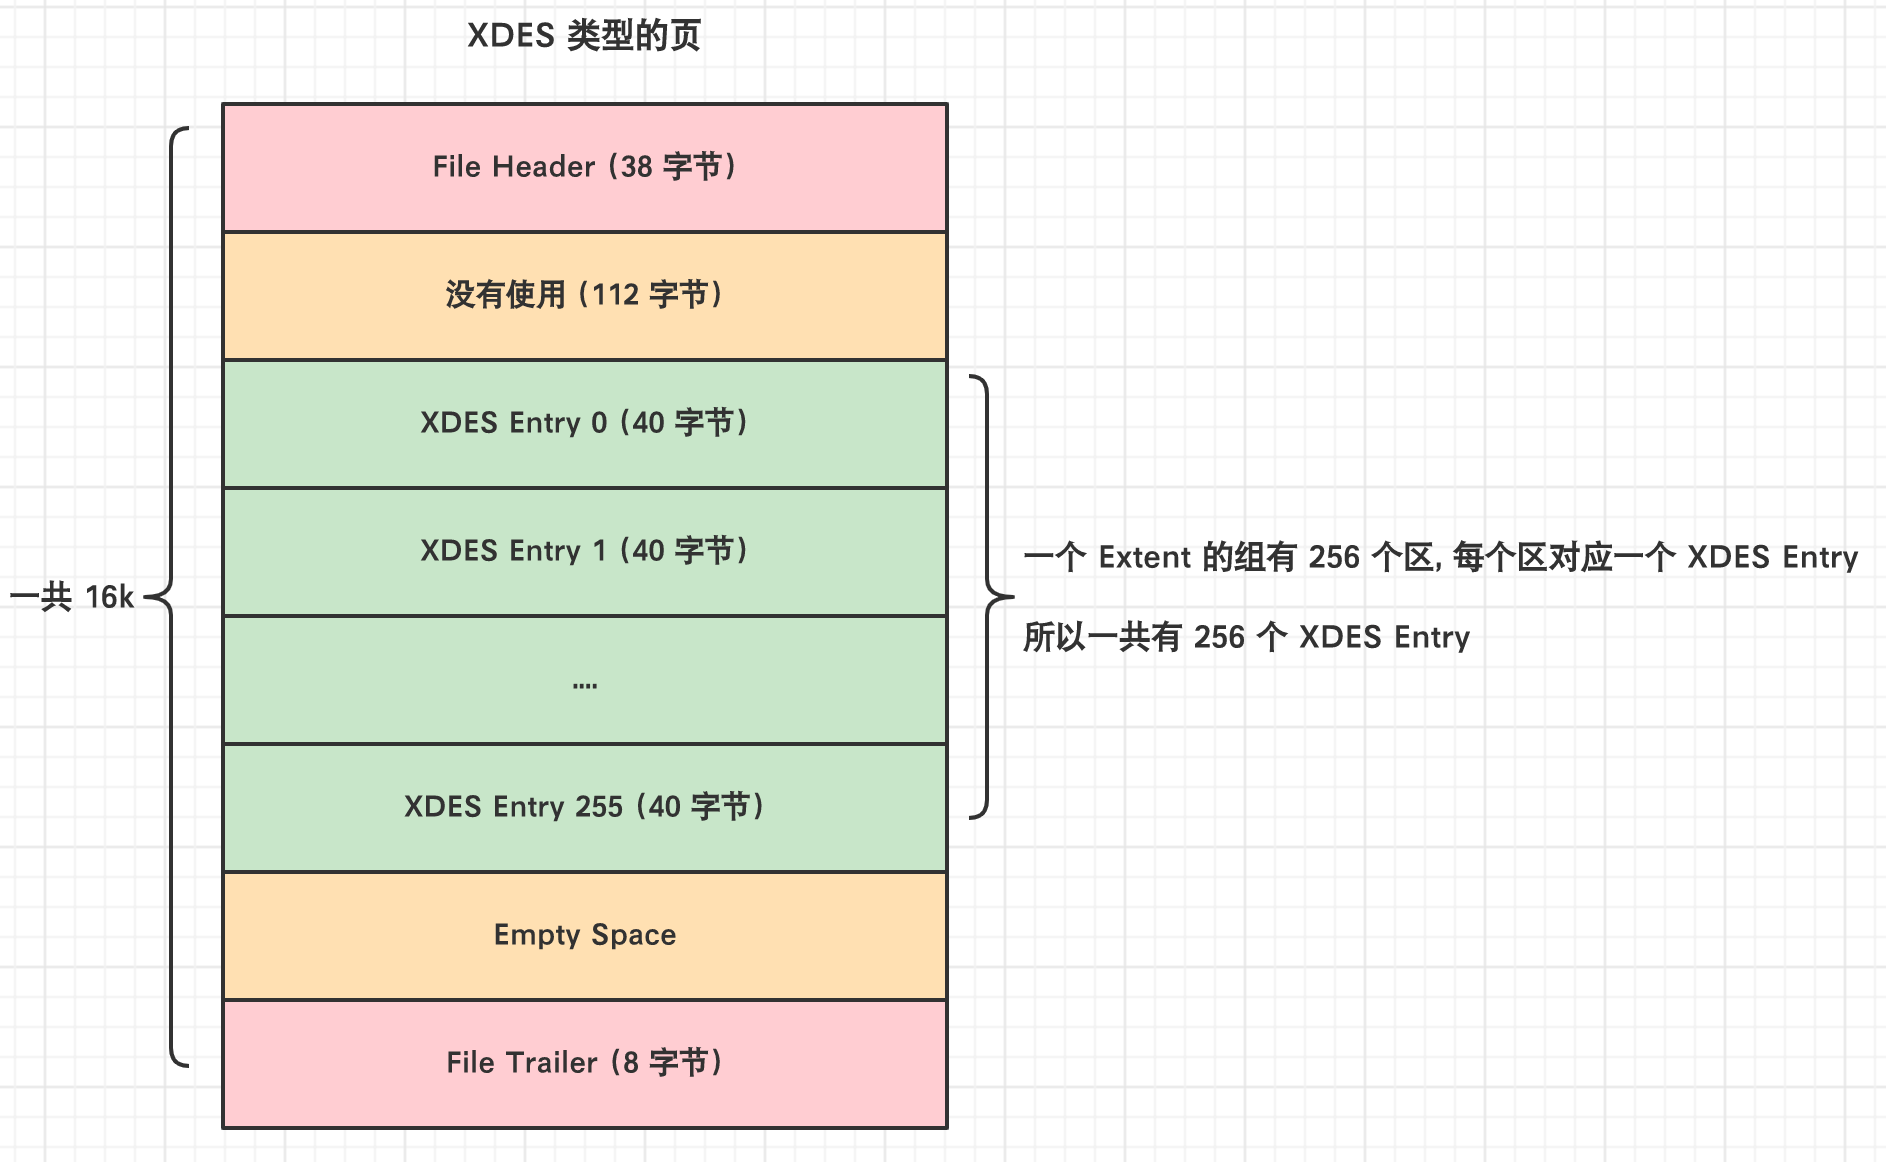 XDES 类型的页
File Header (38 字节)
没有使用 (112 字节)
XDES Entry 0 (40 字节)
XDES Entry 1 (40 字节)
....
XDES Entry 255 (40 字节)
Empty Space
File Trailer (8 字节)
一共 16k
一个 Extent 的组有 256 个区, 每个区对应一个 XDES Entry
所以一共有 256 个 XDES Entry